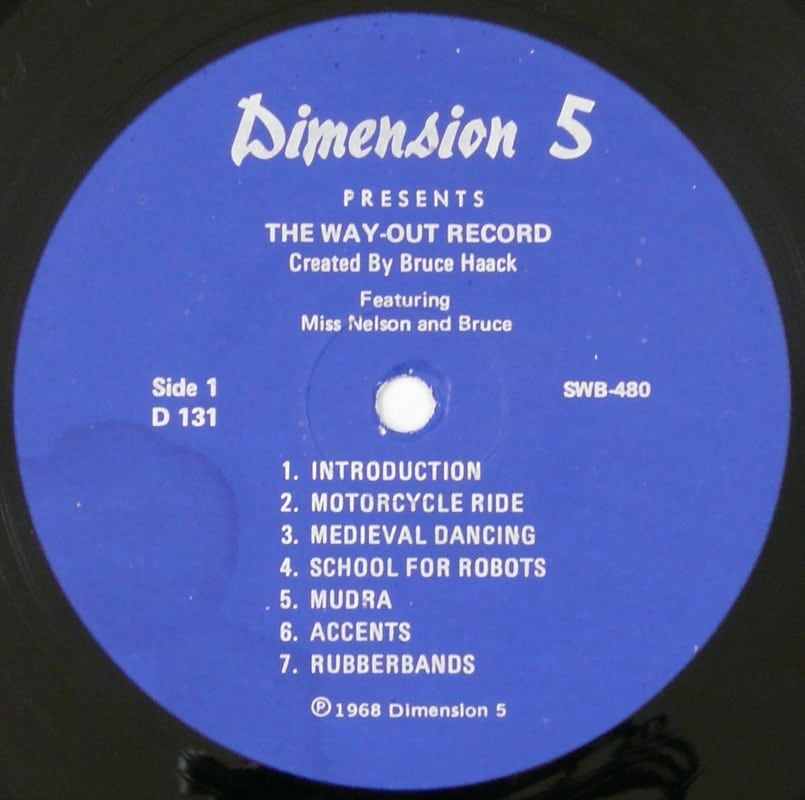 Dimension 5
PRESENTS
THE WAY-OUT RECORD
Created By Bruce Haack
Featuring
Miss Nelson and Bruce
Side 1
D 131
SWB-480
1. INTRODUCTION
2. MOTORCYCLE RIDE
3. MEDIEVAL DANCING
4. SCHOOL FOR ROBOTS
5. MUDRA
6. ACCENTS
7. RUBBERBANDS
℗1968 Dimension 5